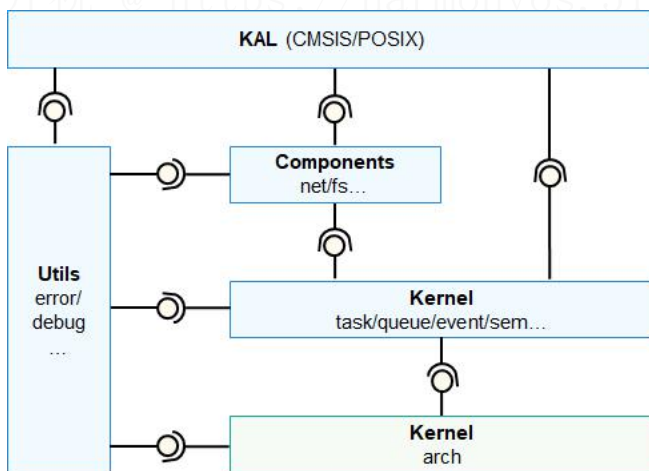 KAL (CMSIS/POSIX)
Components
net/fs...
Utils
error/
debug
...
Kernel
task/queue/event/sem...
Kernel
arch